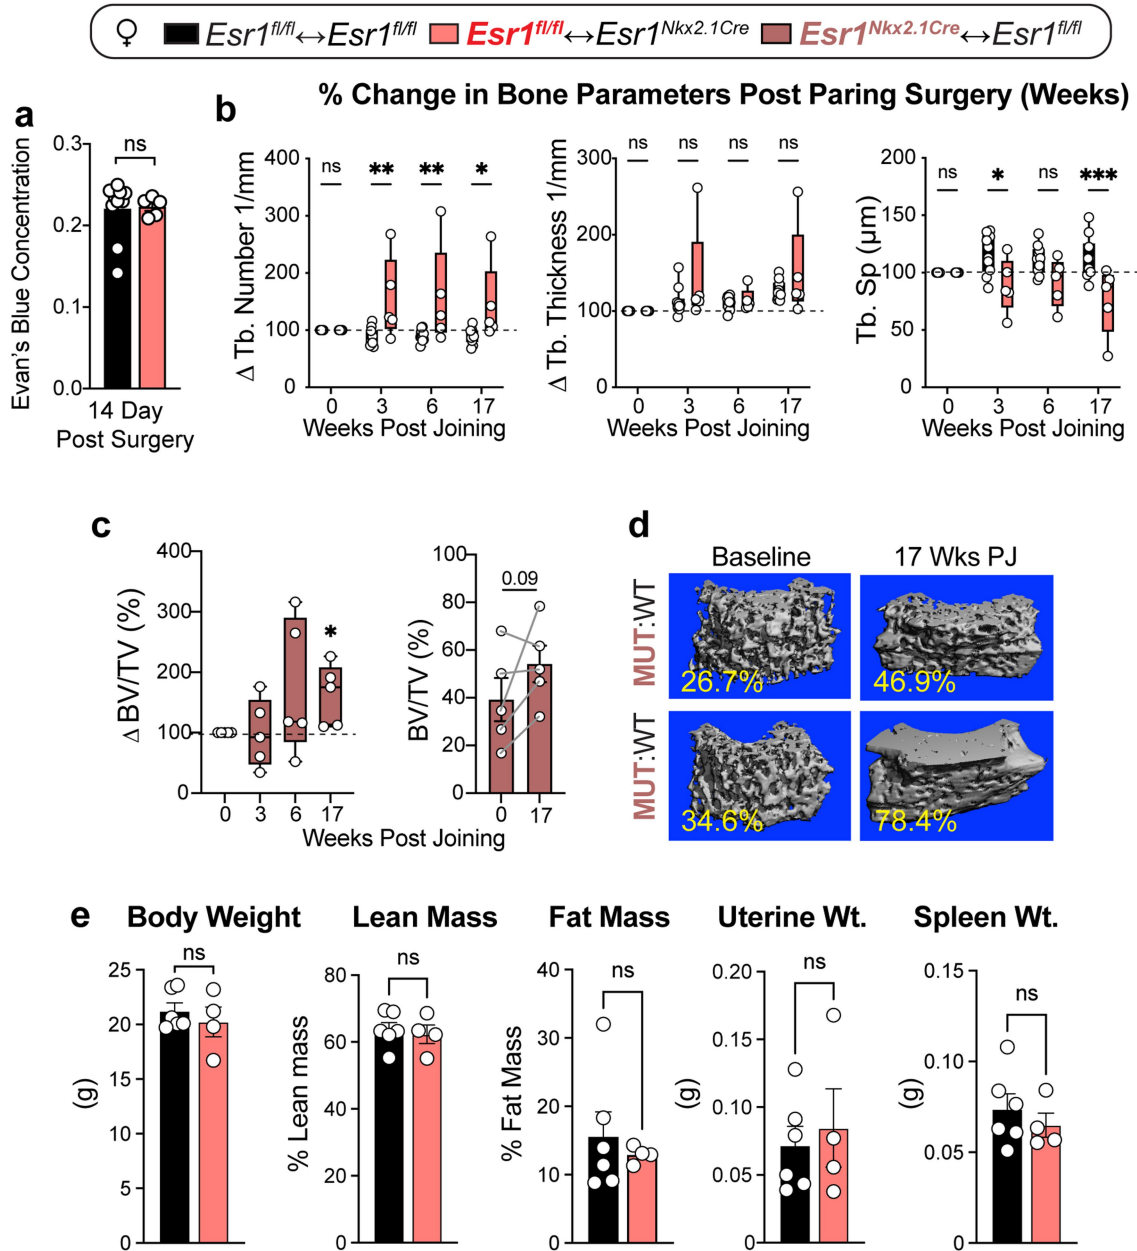 ♀ Esr1fl/fl↔Esr1fl/fl Esr1fl/fl↔Esr1Nkx2.1Cre Esr1Nkx2.1Cre↔Esr1fl/fl
% Change in Bone Parameters Post Paring Surgery (Weeks)
a
Evan's Blue Concentration
0.3
0.2
0.1
0.0
ns
14 Day
Post Surgery
b
Δ Tb. Number 1/mm
400
300
200
100
0
ns ** ** *
0 3 6 17
Weeks Post Joining
Δ Tb. Thickness 1/mm
300
200
100
0
ns ns ns ns
0 3 6 17
Weeks Post Joining
Tb. Sp (μm)
200
150
100
50
0
ns * ns ***
0 3 6 17
Weeks Post Joining
c
Δ BV/TV (%)
400
300
200
100
0
*
0 3 6 17
BV/TV (%)
100
80
60
40
20
0
0.09
0 17
Weeks Post Joining
d
Baseline 17 Wks PJ
MUT:WT
26.7% 46.9%
MUT:WT
34.6% 78.4%
e
Body Weight
(g)
25
20
15
10
5
0
ns
Lean Mass
% Lean mass
80
60
40
20
0
ns
Fat Mass
% Fat Mass
40
30
20
10
0
ns
Uterine Wt.
(g)
0.20
0.15
0.10
0.05
0
ns
Spleen Wt.
(g)
0.15
0.10
0.05
0
ns